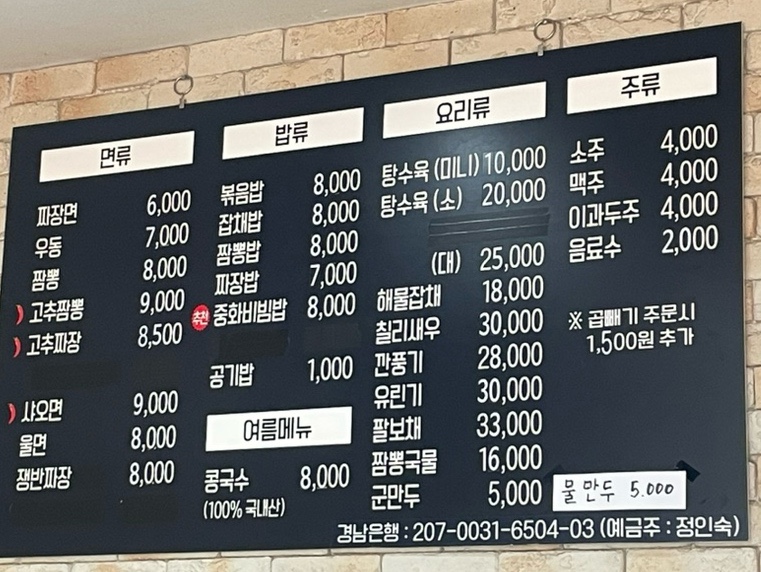 면류
짜장면 6,000
우동 7,000
짬뽕 8,000
고추짬뽕 9,000
고추짜장 8,500
샤오면 9,000
울면 8,000
쟁반짜장 8,000
밥류
볶음밥 8,000
잡채밥 8,000
짬뽕밥 8,000
짜장밥 7,000
추천 중화비빔밥 8,000
공기밥 1,000
여름메뉴
콩국수 8,000
(100% 국내산)
요리류
탕수육 (미니) 10,000
탕수육 (소) 20,000
(대) 25,000
해물잡채 18,000
칠리새우 30,000
깐풍기 28,000
유린기 30,000
팔보채 33,000
짬뽕국물 16,000
군만두 5,000
주류
소주 4,000
맥주 4,000
이과두주 4,000
음료수 2,000
※ 곱빼기 주문시
1,500원 추가
물만두 5.000
경남은행 : 207-0031-6504-03 (예금주 : 정인숙)